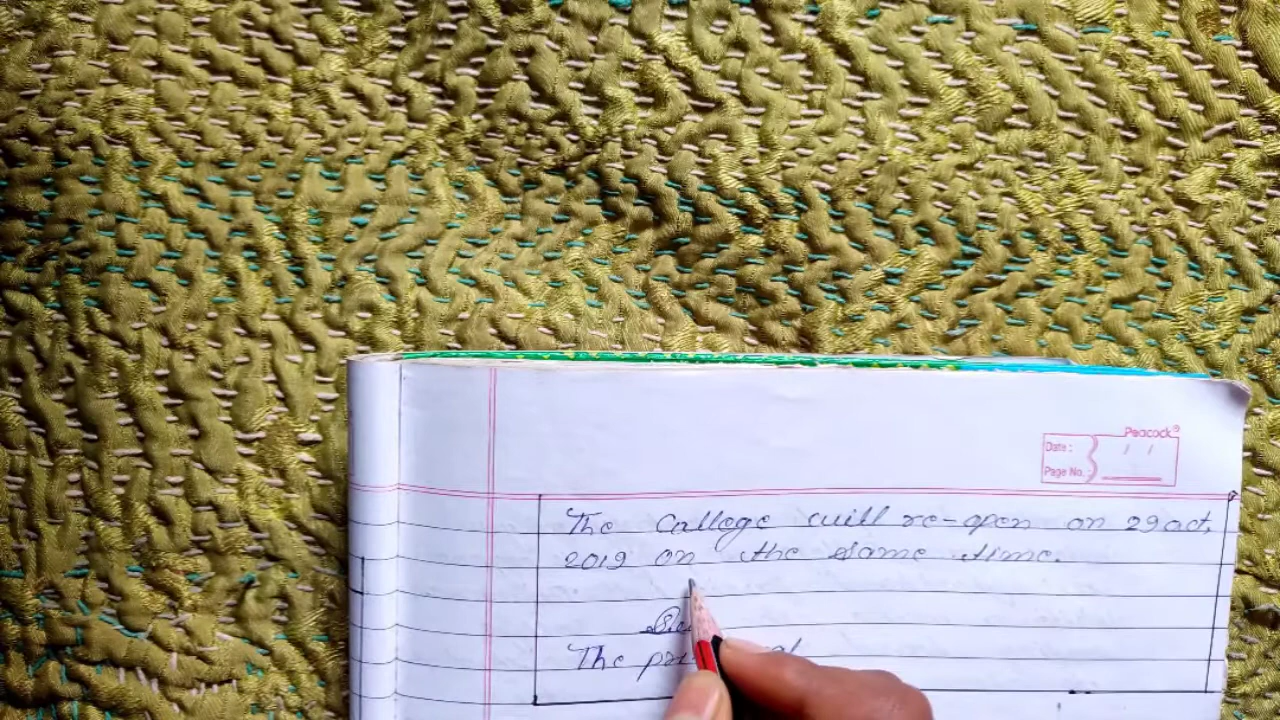 Peacock®
Date : / /
Page No. :
The college will re-open on 29 oct,
2019 on the same time.
The